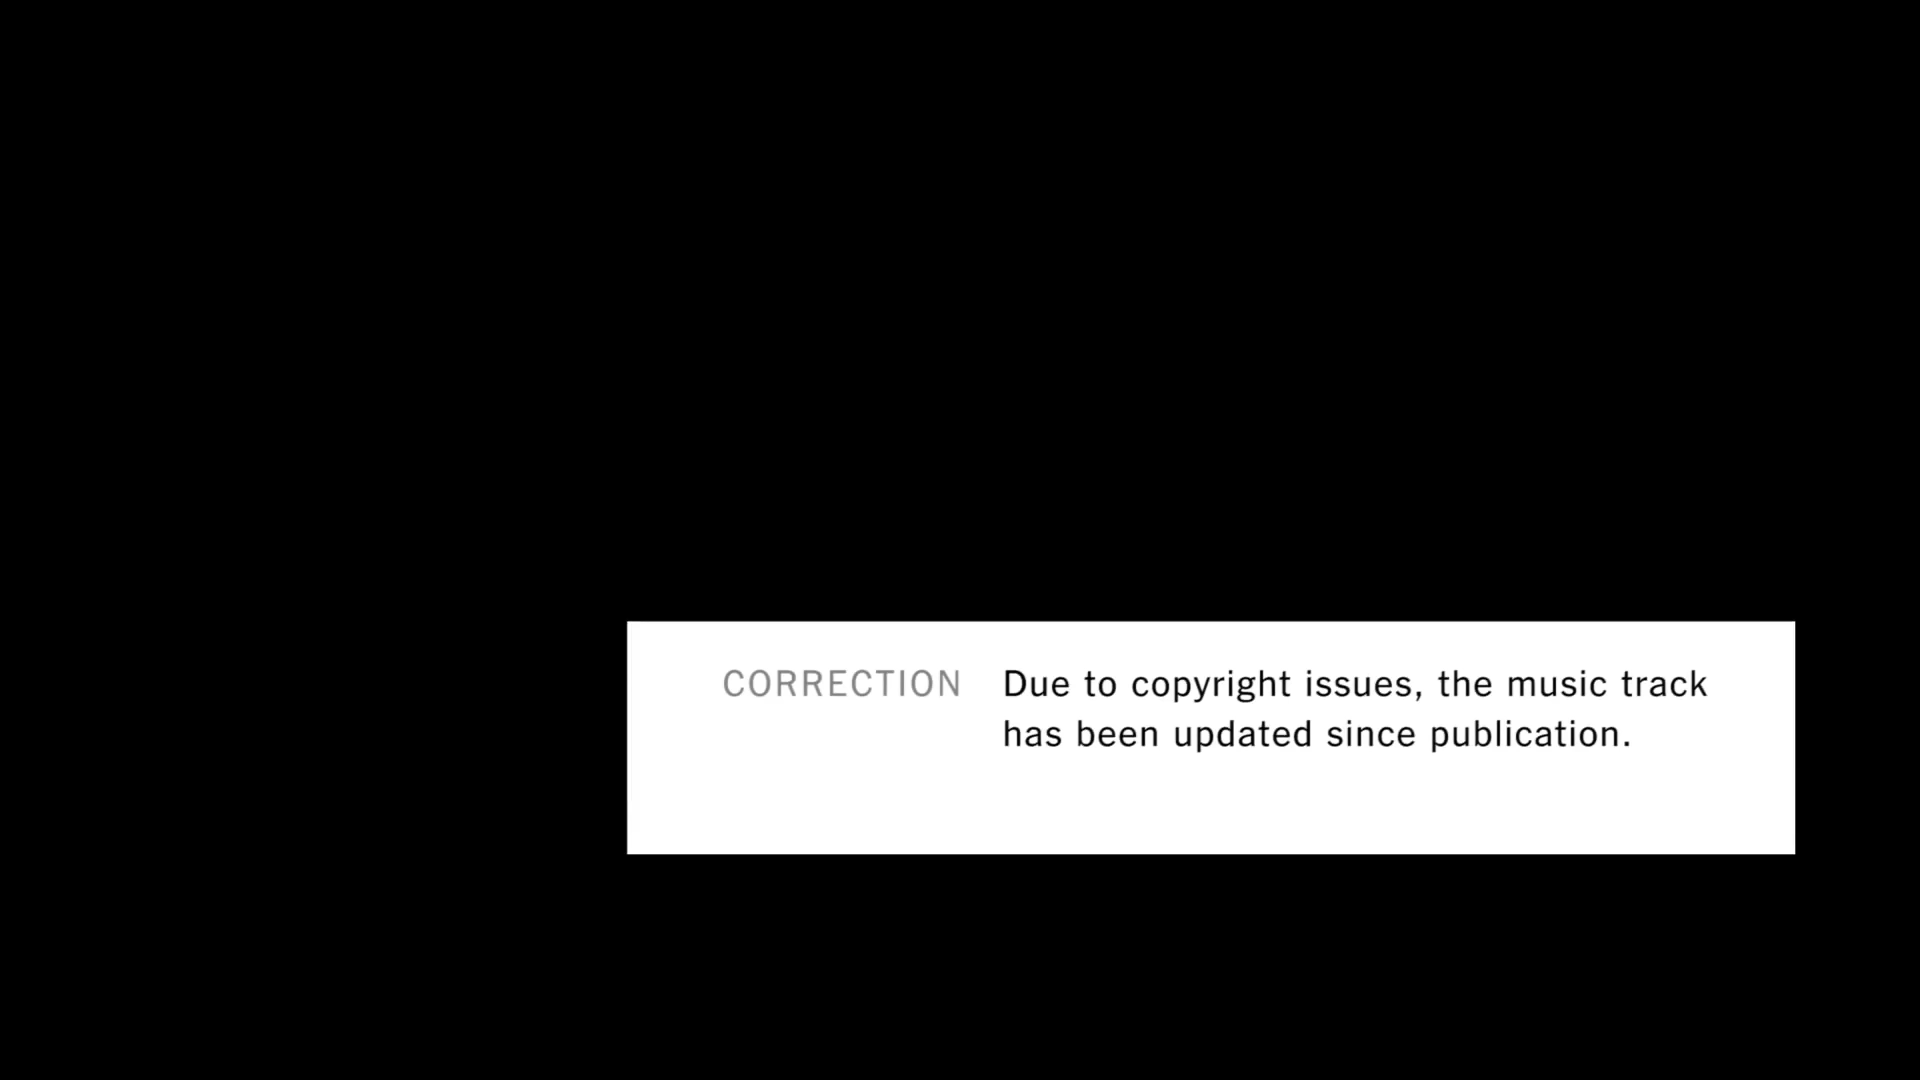 CORRECTION Due to copyright issues, the music track
has been updated since publication.